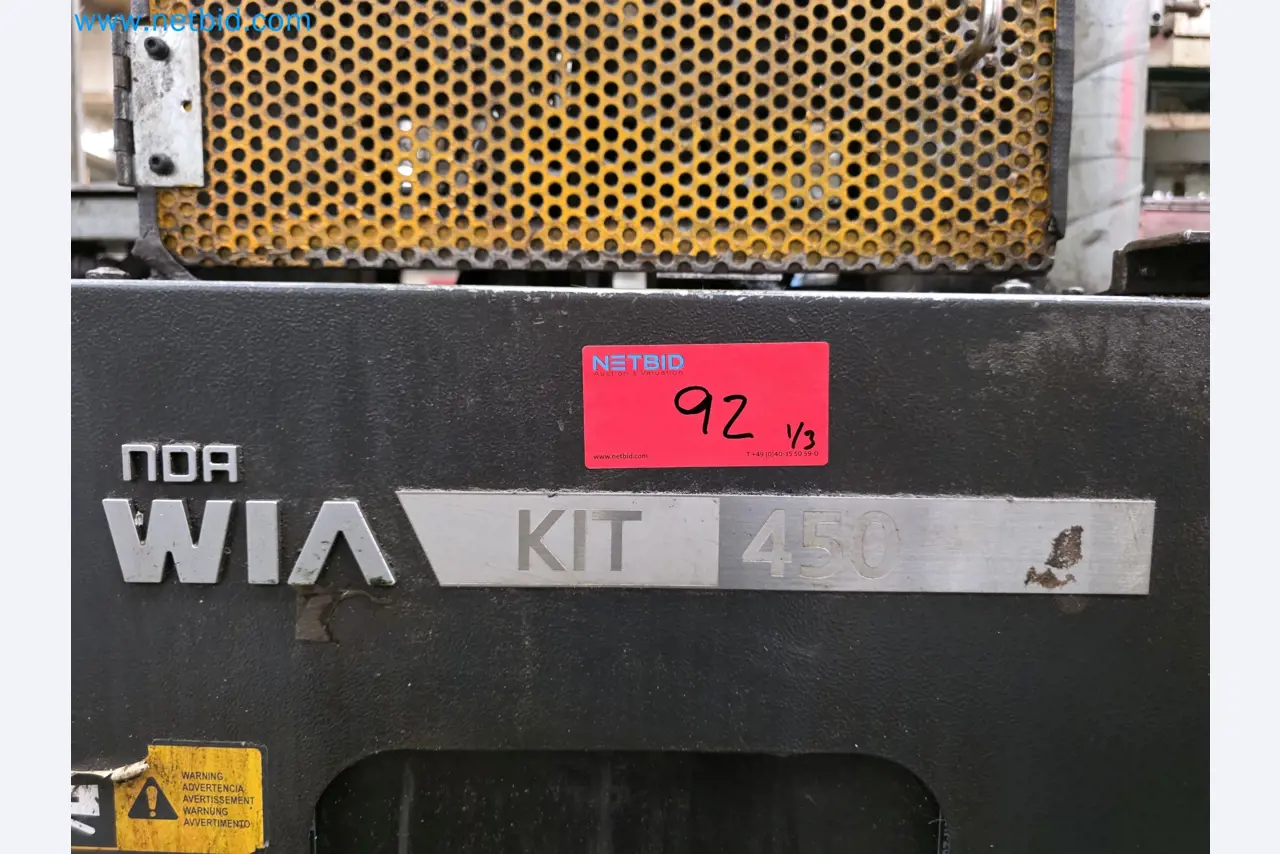 www.netbid.com
NETBID
Auction & Valuation
92
1/3
www.netbid.com
T +49 (0)40-35 50 59-0
NDA
WIA
KIT 450
WARNING
ADVERTENCIA
AVERTISSEMENT
WARNUNG
AVVERTIMENTO